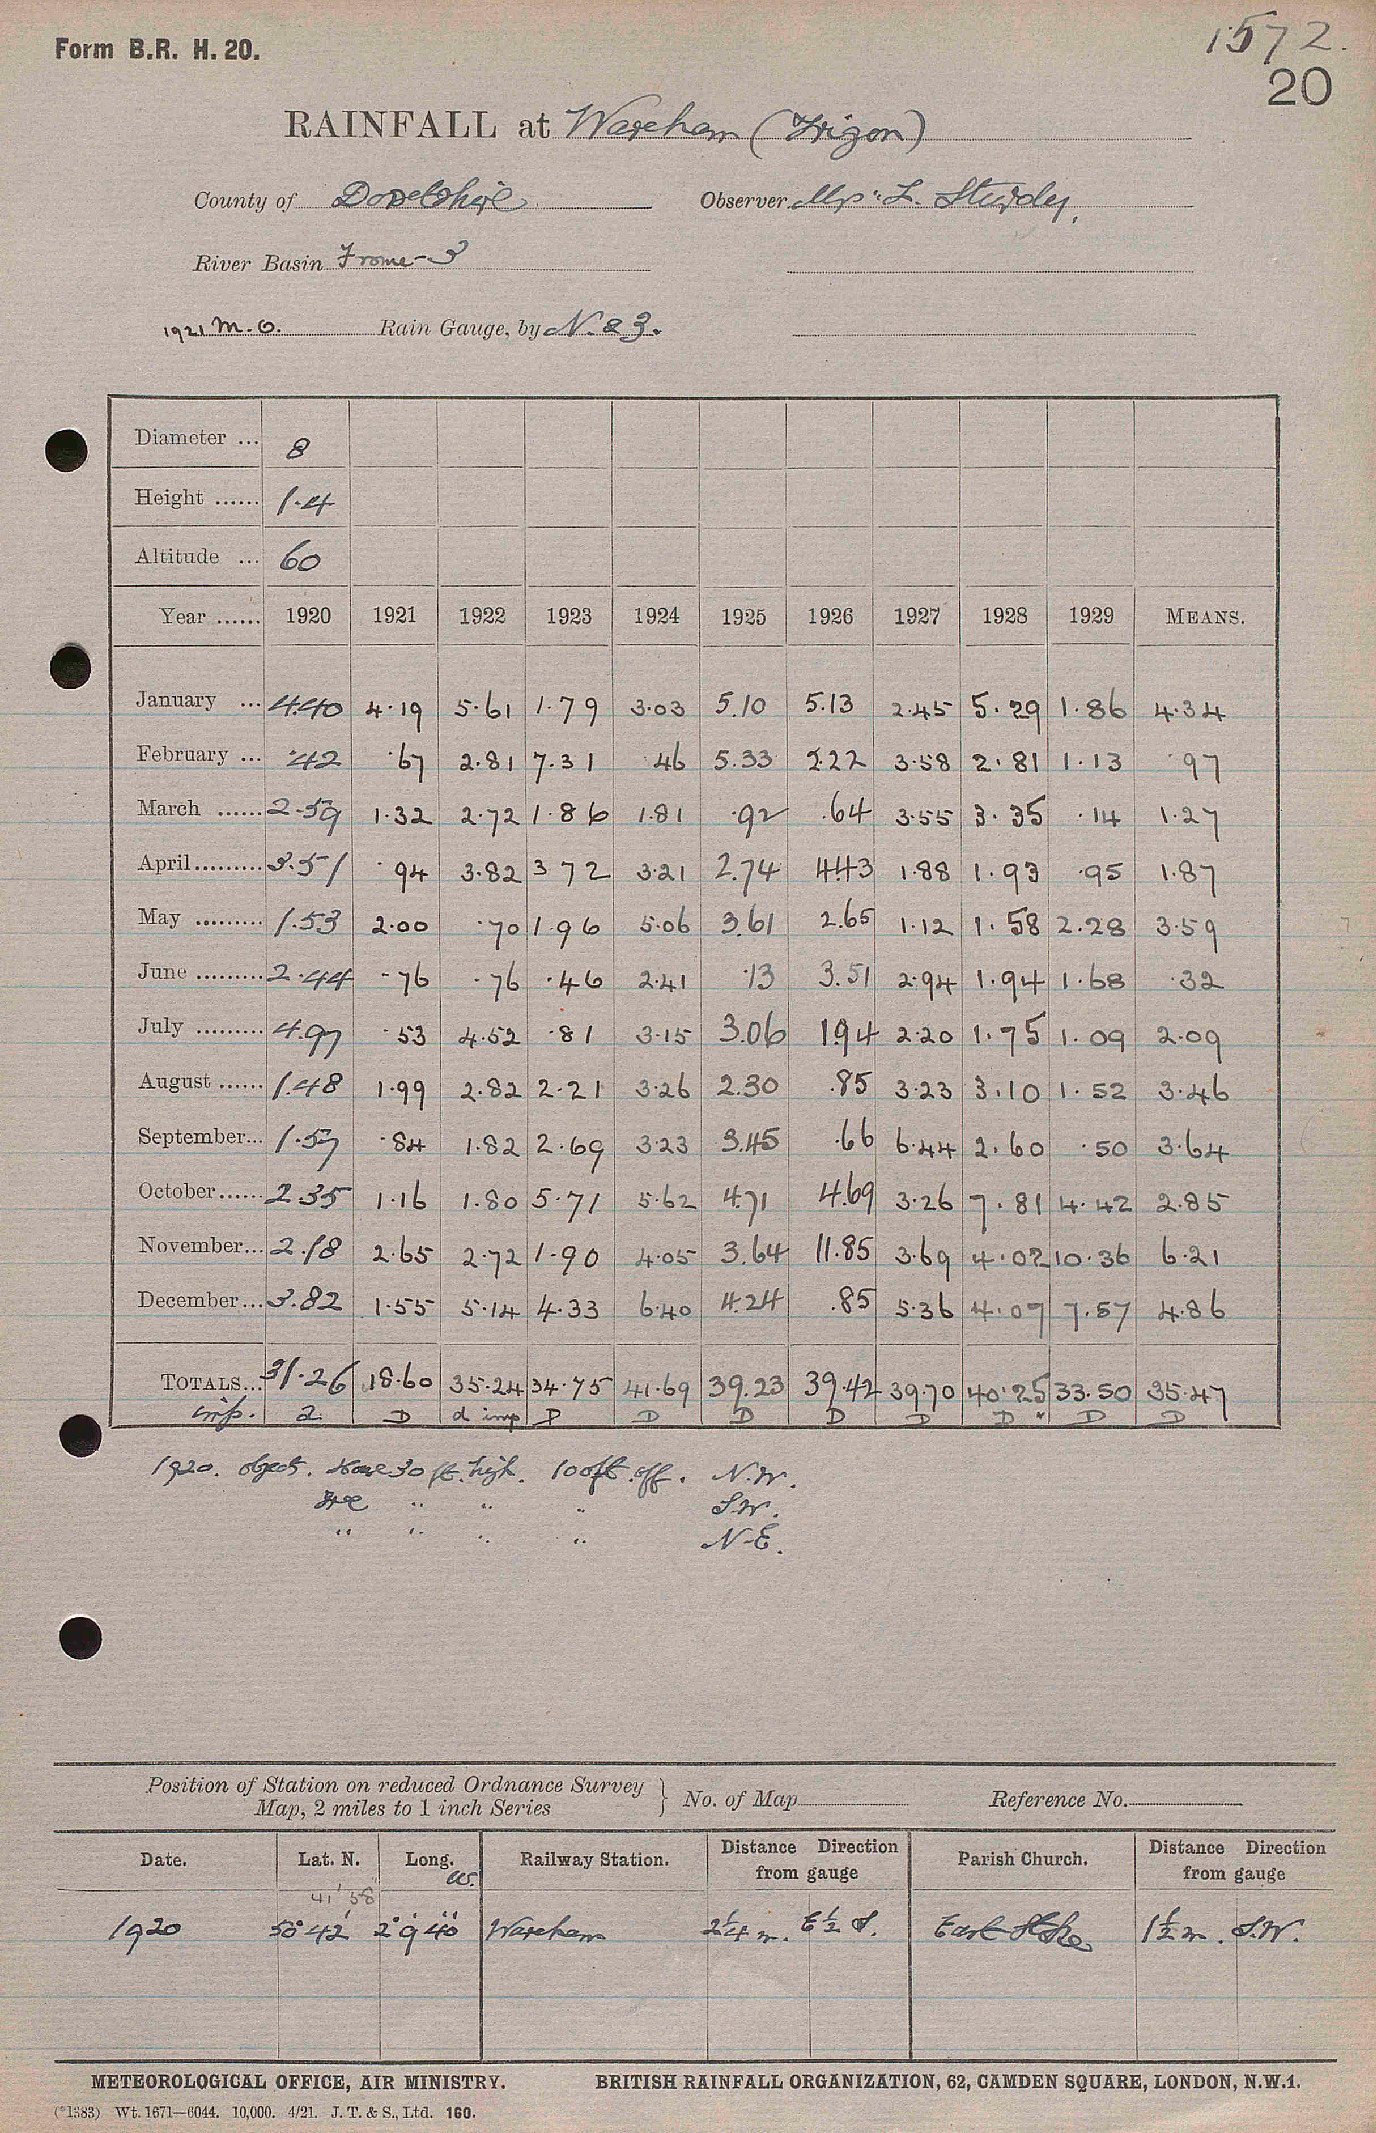 Form B.R. H. 20.
1572.
20
RAINFALL at Wareham (Trigon)
County of Dorsetshire Observer Mrs. L. Sturdy.
River Basin Frome-3
1921 M.O. Rain Gauge, by N. & Z.
Diameter ... 8
Height ...... 1.4
Altitude ... 60
Year ...... 1920 1921 1922 1923 1924 1925 1926 1927 1928 1929 MEANS.
January ... 4.40 4.19 5.61 1.79 3.03 5.10 5.13 2.45 5.29 1.86 4.34
February ... .42 .67 2.81 7.31 .46 5.33 2.22 3.58 2.81 1.13 .97
March ...... 2.59 1.32 2.72 1.86 1.81 .92 .64 3.55 3.35 .14 1.27
April ......... 3.51 .94 3.82 3 72 3.21 2.74 4.43 1.88 1.93 .95 1.87
May ......... 1.53 2.00 .70 1.96 5.06 3.61 2.65 1.12 1.58 2.28 3.59
June ......... 2.44 .76 .76 .46 2.41 .13 3.51 2.94 1.94 1.68 .32
July ......... 4.97 .53 4.52 .81 3.15 3.06 1.94 2.20 1.75 1.09 2.09
August ...... 1.48 1.99 2.82 2.21 3.26 2.30 .85 3.23 3.10 1.52 3.46
September... 1.57 .84 1.82 2.69 3.23 3.45 .66 6.44 2.60 .50 3.64
October...... 2.35 1.16 1.80 5.71 5.62 4.71 4.69 3.26 7.81 4.42 2.85
November... 2.18 2.65 2.72 1.90 4.05 3.64 11.85 3.69 4.02 10.36 6.21
December... 3.82 1.55 5.14 4.33 6.40 4.24 .85 5.36 4.07 7.57 4.86
TOTALS... 31.26 18.60 35.24 34.75 41.69 39.23 39.42 39.70 40.25 33.50 35.47
imp. a D d imp D D D D D D D D
1920. objects. House 30 ft. high. 100ft off. N.W.
Tree " " " S.W.
" " " " N.E.
Position of Station on reduced Ordnance Survey
Map, 2 miles to 1 inch Series } No. of Map Reference No.
Date. Lat. N. Long. W. Railway Station. Distance Direction from gauge Parish Church. Distance Direction from gauge
41' 58
1920 50° 42' 2° 9' 40" Wareham 2¼ m. E ½ S. East Stoke 1½ m. S.W.
METEOROLOGICAL OFFICE, AIR MINISTRY. BRITISH RAINFALL ORGANIZATION, 62, CAMDEN SQUARE, LONDON, N.W.1.
(*1383) Wt. 1671—6044. 10,000. 4/21. J. T. & S., Ltd. 160.